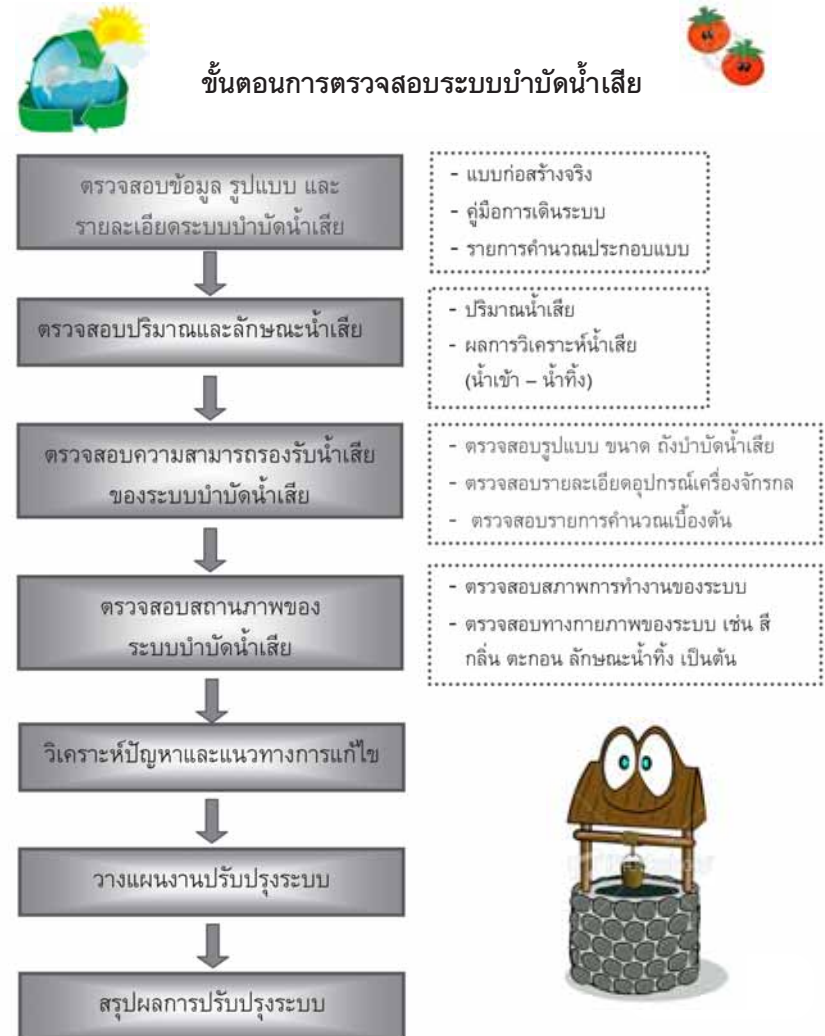 ขั้นตอนการตรวจสอบระบบบำบัดน้ำเสีย
ตรวจสอบข้อมูล รูปแบบ และ
รายละเอียดระบบบำบัดน้ำเสีย
- แบบก่อสร้างจริง
- คู่มือการเดินระบบ
- รายการคำนวณประกอบแบบ
ตรวจสอบปริมาณและลักษณะน้ำเสีย
- ปริมาณน้ำเสีย
- ผลการวิเคราะห์น้ำเสีย
(น้ำเข้า – น้ำทิ้ง)
ตรวจสอบความสามารถรองรับน้ำเสีย
ของระบบบำบัดน้ำเสีย
- ตรวจสอบรูปแบบ ขนาด ถังบำบัดน้ำเสีย
- ตรวจสอบรายละเอียดอุปกรณ์เครื่องจักรกล
- ตรวจสอบรายการคำนวณเบื้องต้น
ตรวจสอบสถานภาพของ
ระบบบำบัดน้ำเสีย
- ตรวจสอบสภาพการทำงานของระบบ
- ตรวจสอบทางกายภาพของระบบ เช่น สี
กลิ่น ตะกอน ลักษณะน้ำทิ้ง เป็นต้น
วิเคราะห์ปัญหาและแนวทางการแก้ไข
วางแผนงานปรับปรุงระบบ
สรุปผลการปรับปรุงระบบ